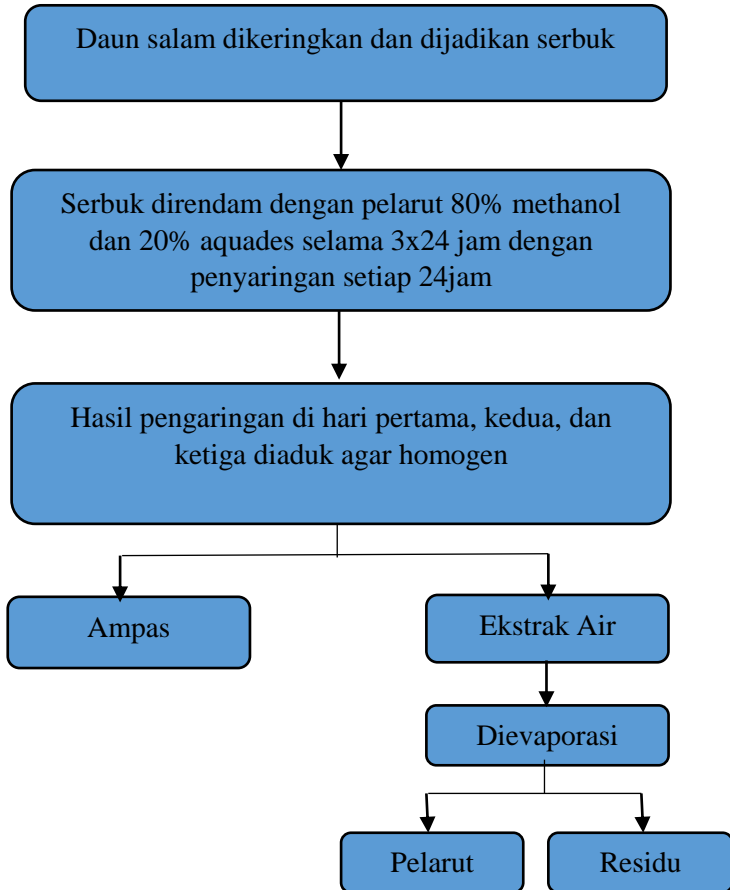 Daun salam dikeringkan dan dijadikan serbuk
Serbuk direndam dengan pelarut 80% methanol
dan 20% aquades selama 3x24 jam dengan
penyaringan setiap 24jam
Hasil pengaringan di hari pertama, kedua, dan
ketiga diaduk agar homogen
Ampas
Ekstrak Air
Dievaporasi
Pelarut
Residu